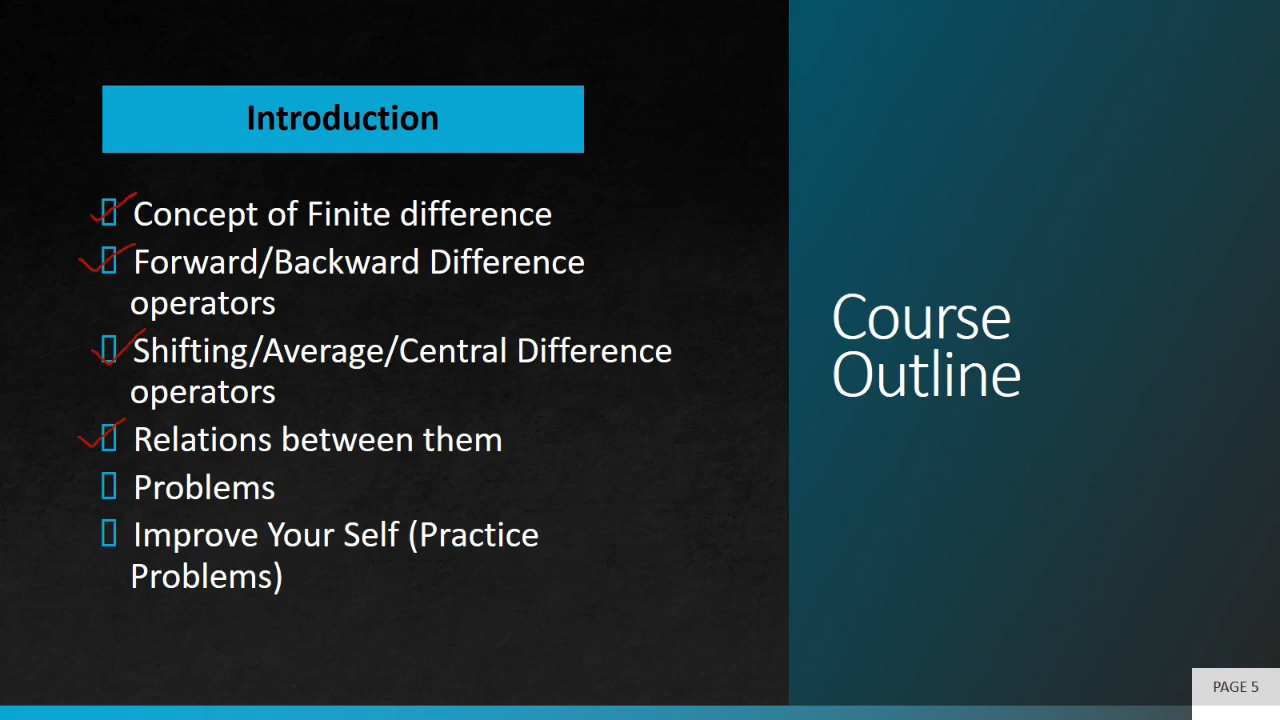 Introduction
Concept of Finite difference
Forward/Backward Difference
operators
Shifting/Average/Central Difference
operators
Relations between them
Problems
Improve Your Self (Practice
Problems)
Course
Outline
PAGE 5